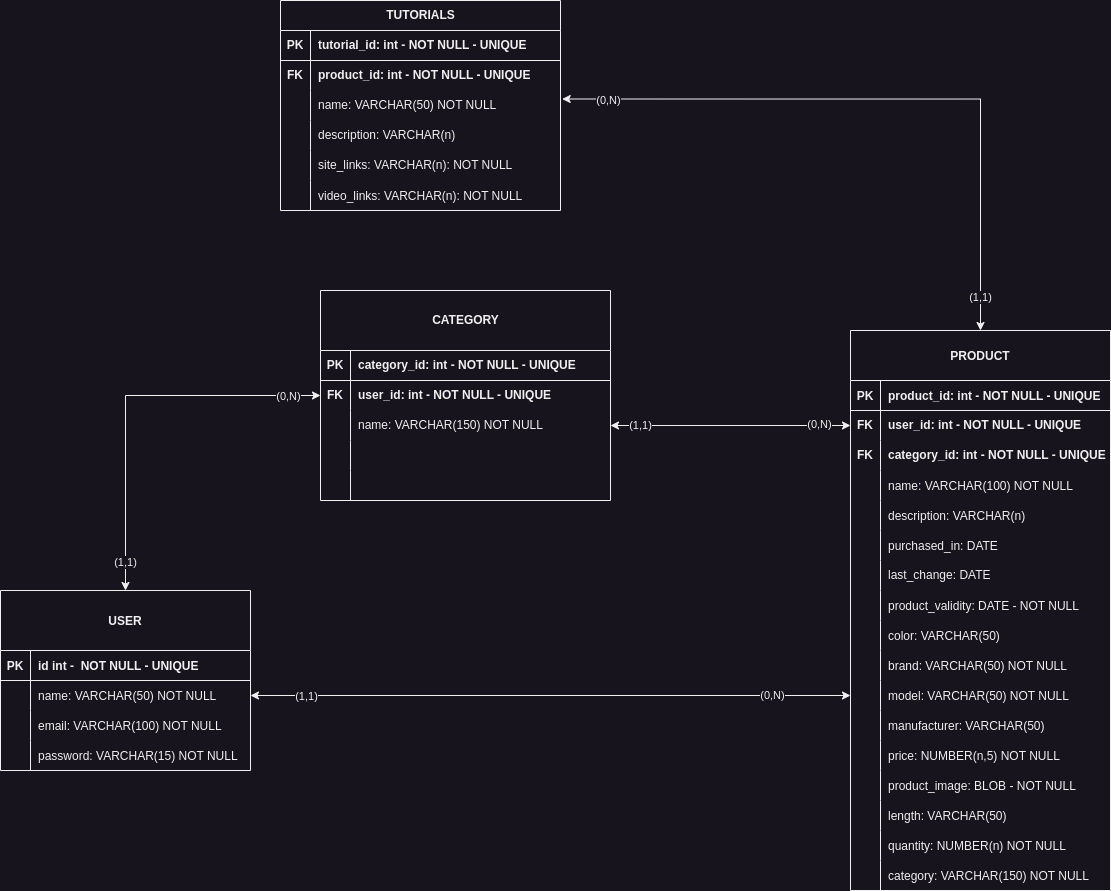 TUTORIALS
PK tutorial_id: int - NOT NULL - UNIQUE
FK product_id: int - NOT NULL - UNIQUE
name: VARCHAR(50) NOT NULL
description: VARCHAR(n)
site_links: VARCHAR(n): NOT NULL
video_links: VARCHAR(n): NOT NULL
(0,N)
(1,1)
CATEGORY
PK category_id: int - NOT NULL - UNIQUE
FK user_id: int - NOT NULL - UNIQUE
name: VARCHAR(150) NOT NULL
(0,N)
(1,1)
(1,1)
(0,N)
USER
PK id int - NOT NULL - UNIQUE
name: VARCHAR(50) NOT NULL
email: VARCHAR(100) NOT NULL
password: VARCHAR(15) NOT NULL
(1,1)
(0,N)
PRODUCT
PK product_id: int - NOT NULL - UNIQUE
FK user_id: int - NOT NULL - UNIQUE
FK category_id: int - NOT NULL - UNIQUE
name: VARCHAR(100) NOT NULL
description: VARCHAR(n)
purchased_in: DATE
last_change: DATE
product_validity: DATE - NOT NULL
color: VARCHAR(50)
brand: VARCHAR(50) NOT NULL
model: VARCHAR(50) NOT NULL
manufacturer: VARCHAR(50)
price: NUMBER(n,5) NOT NULL
product_image: BLOB - NOT NULL
length: VARCHAR(50)
quantity: NUMBER(n) NOT NULL
category: VARCHAR(150) NOT NULL